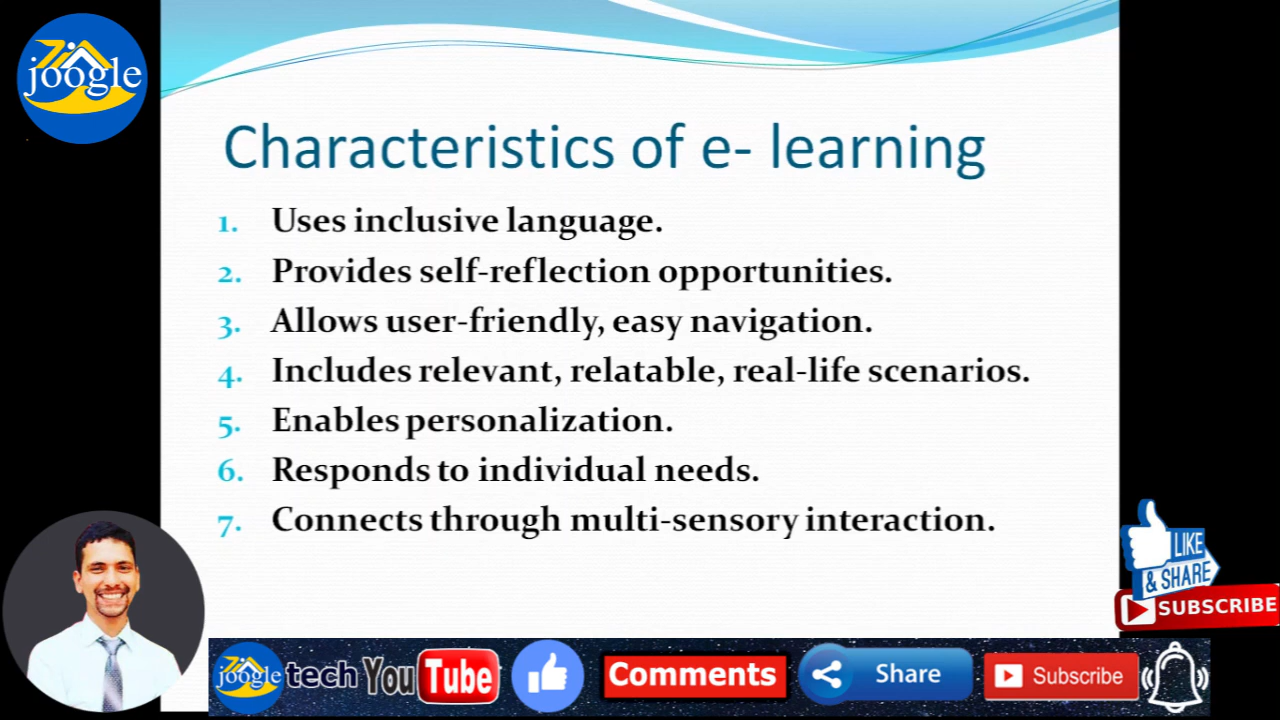 joogle
Characteristics of e- learning
1. Uses inclusive language.
2. Provides self-reflection opportunities.
3. Allows user-friendly, easy navigation.
4. Includes relevant, relatable, real-life scenarios.
5. Enables personalization.
6. Responds to individual needs.
7. Connects through multi-sensory interaction.
LIKE
& SHARE
SUBSCRIBE
joogle tech YouTube Comments Share Subscribe